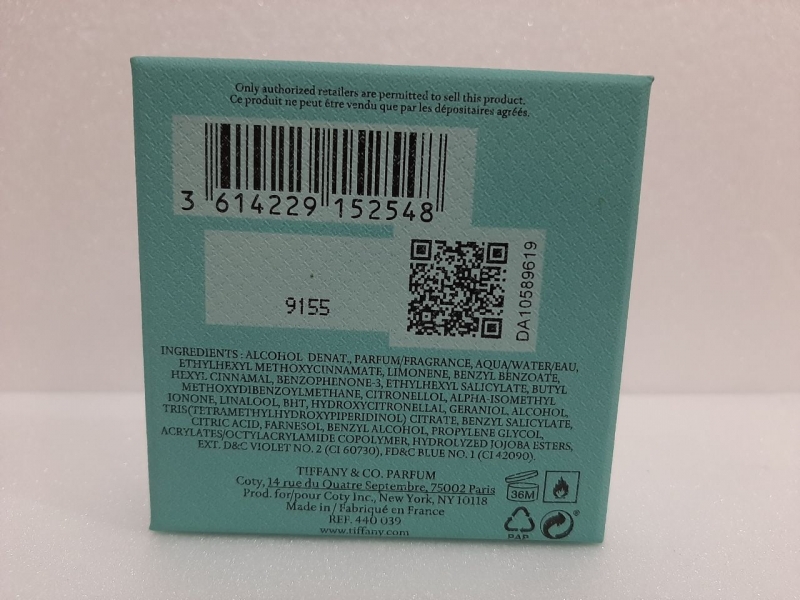 Only authorized retailers are permitted to sell this product.
Ce produit ne peut être vendu que par les dépositaires agréés.
3 614229 152548
9155
DA10589619
INGREDIENTS : ALCOHOL DENAT., PARFUM/FRAGRANCE, AQUA/WATER/EAU,
ETHYLHEXYL METHOXYCINNAMATE, LIMONENE, BENZYL BENZOATE,
HEXYL CINNAMAL, BENZOPHENONE-3, ETHYLHEXYL SALICYLATE, BUTYL
METHOXYDIBENZOYLMETHANE, CITRONELLOL, ALPHA-ISOMETHYL
IONONE, LINALOOL, BHT, HYDROXYCITRONELLAL, GERANIOL, ALCOHOL,
TRIS(TETRAMETHYLHYDROXYPIPERIDINOL) CITRATE, BENZYL SALICYLATE,
CITRIC ACID, FARNESOL, BENZYL ALCOHOL, PROPYLENE GLYCOL,
ACRYLATES/OCTYLACRYLAMIDE COPOLYMER, HYDROLYZED JOJOBA ESTERS,
EXT. D&C VIOLET NO. 2 (CI 60730), FD&C BLUE NO. 1 (CI 42090).
TIFFANY & CO. PARFUM
Coty, 14 rue du Quatre Septembre, 75002 Paris
Prod. for/pour Coty Inc., New York, NY 10118
Made in / Fabriqué en France
REF. 440 039
www.tiffany.com
36M
PAP